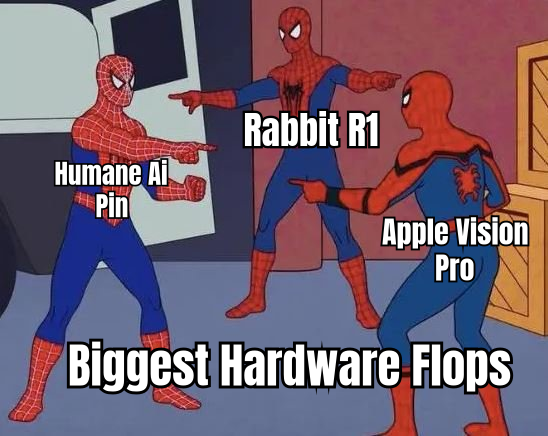 Rabbit R1
Humane Ai
Pin
Apple Vision
Pro
Biggest Hardware Flops